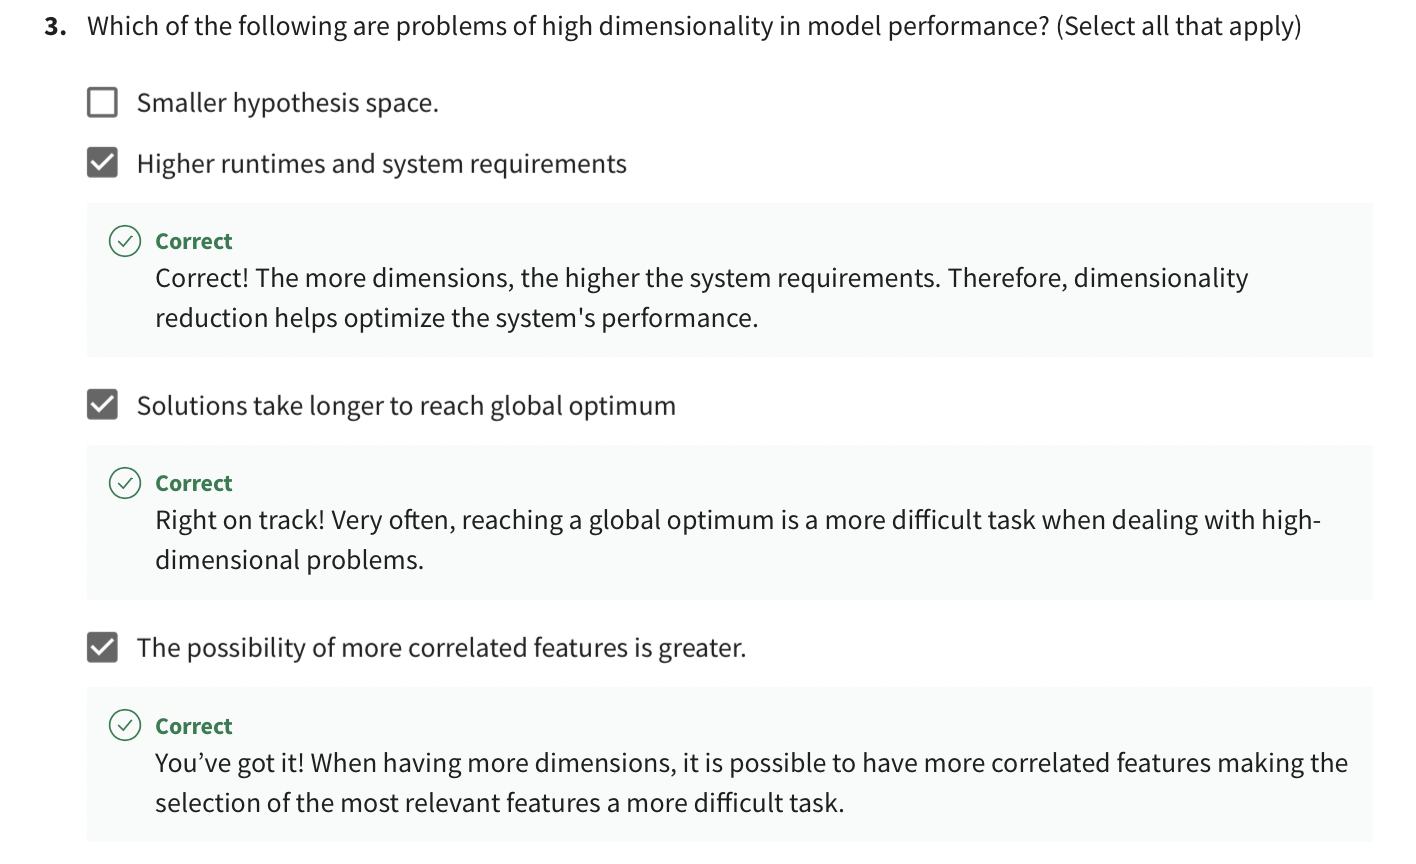 3. Which of the following are problems of high dimensionality in model performance? (Select all that apply)
Smaller hypothesis space.
Higher runtimes and system requirements
Correct
Correct! The more dimensions, the higher the system requirements. Therefore, dimensionality
reduction helps optimize the system's performance.
Solutions take longer to reach global optimum
Correct
Right on track! Very often, reaching a global optimum is a more difficult task when dealing with high-
dimensional problems.
The possibility of more correlated features is greater.
Correct
You’ve got it! When having more dimensions, it is possible to have more correlated features making the
selection of the most relevant features a more difficult task.